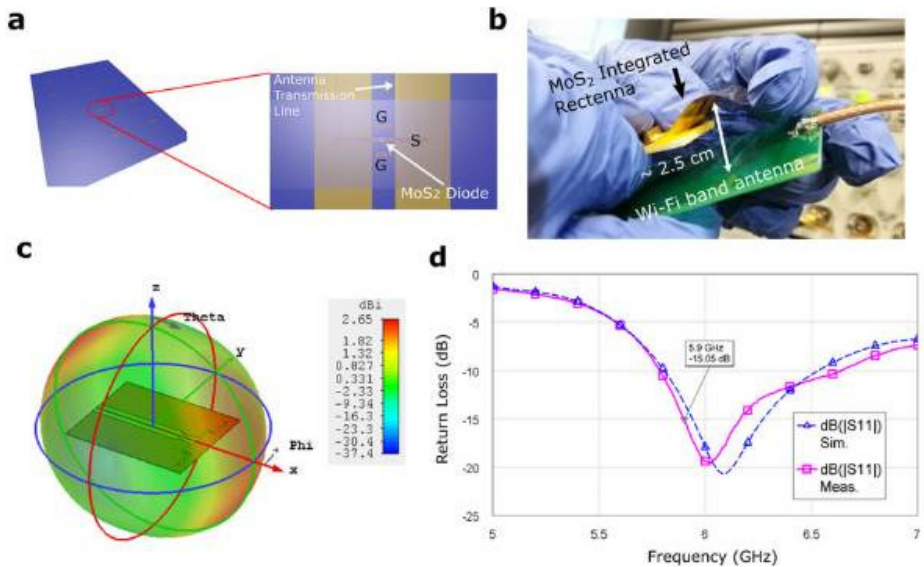 a
Antenna
Transmission
Line
G
S
G
MoS2 Diode
b
MoS2 Integrated
Rectenna
~ 2.5 cm
Wi-Fi band antenna
c
z
Theta
y
Phi
x
dBi
2.65
1.82
1.32
0.827
0.331
-2.33
-9.34
-16.3
-23.3
-30.4
-37.4
d
Return Loss (dB)
0
-5
-10
-15
-20
-25
5.9 GHz
-15.05 dB
dB(|S11|)
Sim.
dB(|S11|)
Meas.
5
5.5
6
6.5
7
Frequency (GHz)